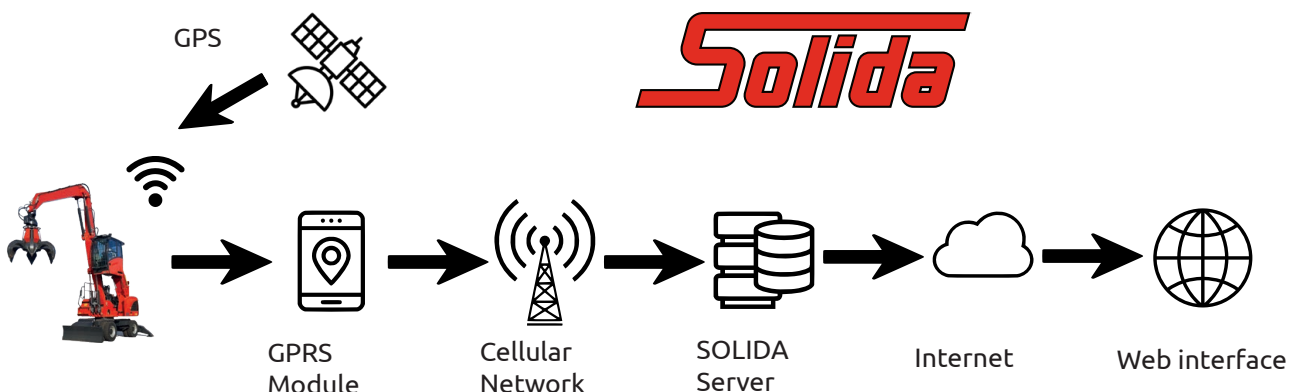 GPS
Solida
GPRS
Module
Cellular
Network
SOLIDA
Server
Internet
Web interface